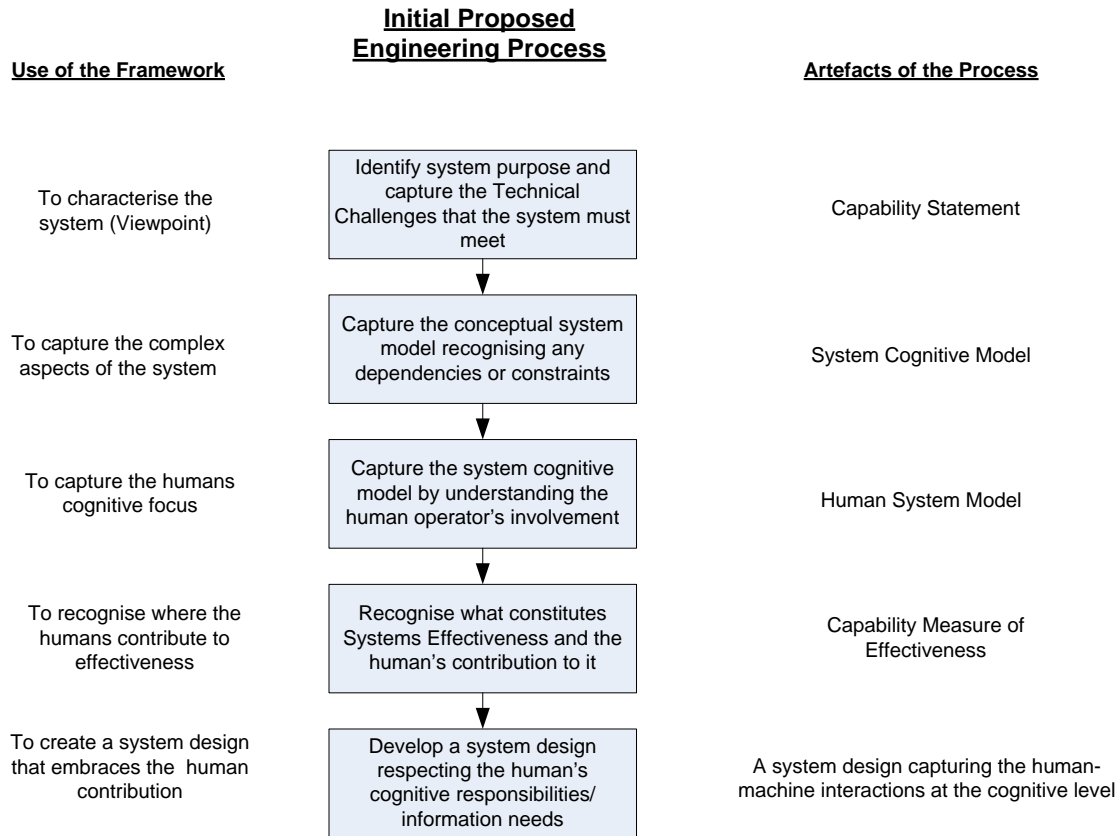 Initial Proposed
Engineering Process
Use of the Framework
Artefacts of the Process
To characterise the
system (Viewpoint)
Identify system purpose and
capture the Technical
Challenges that the system must
meet
Capability Statement
To capture the complex
aspects of the system
Capture the conceptual system
model recognising any
dependencies or constraints
System Cognitive Model
To capture the humans
cognitive focus
Capture the system cognitive
model by understanding the
human operator's involvement
Human System Model
To recognise where the
humans contribute to
effectiveness
Recognise what constitutes
Systems Effectiveness and the
human's contribution to it
Capability Measure of
Effectiveness
To create a system design
that embraces the human
contribution
Develop a system design
respecting the human's
cognitive responsibilities/
information needs
A system design capturing the human-
machine interactions at the cognitive level